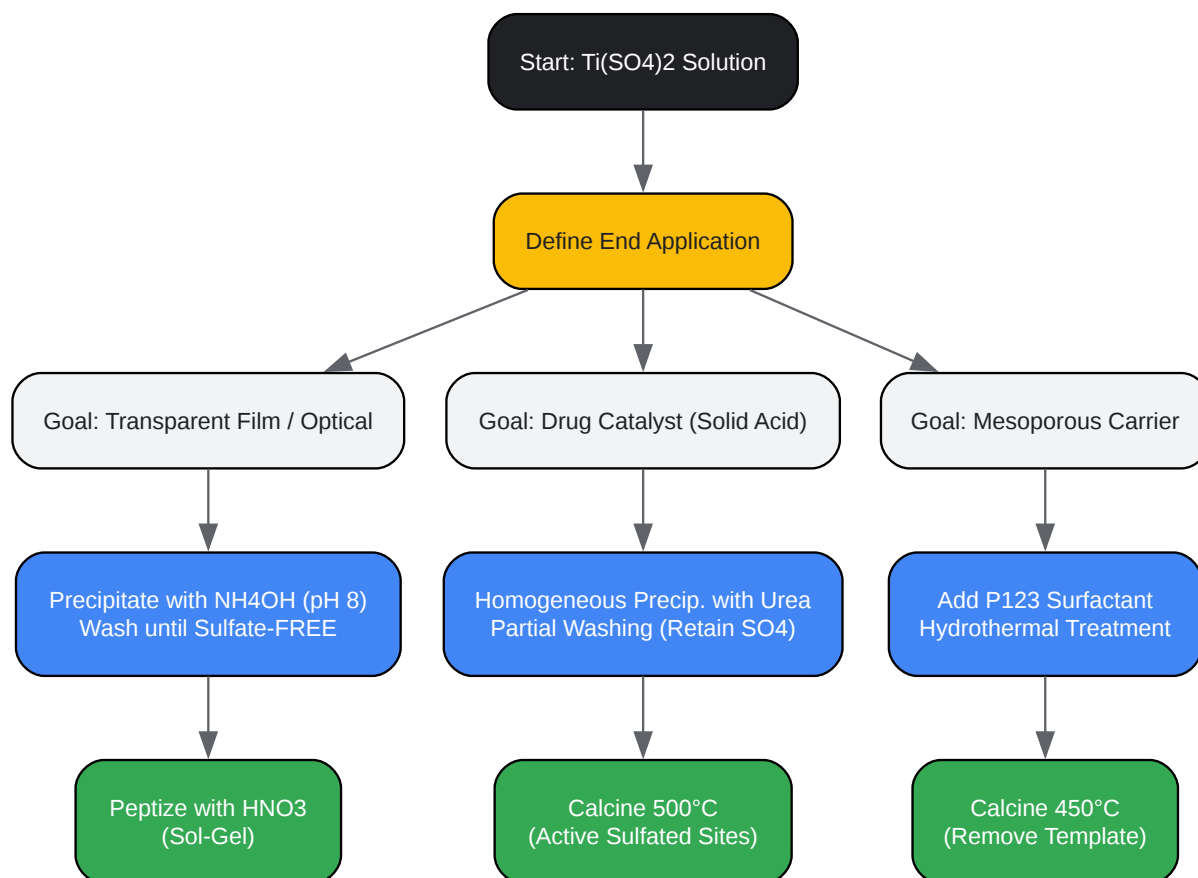 Start: Ti(SO4)2 Solution
Define End Application
Goal: Transparent Film / Optical
Goal: Drug Catalyst (Solid Acid)
Goal: Mesoporous Carrier
Precipitate with NH4OH (pH 8)
Wash until Sulfate-FREE
Homogeneous Precip. with Urea
Partial Washing (Retain SO4)
Add P123 Surfactant
Hydrothermal Treatment
Peptize with HNO3
(Sol-Gel)
Calcine 500°C
(Active Sulfated Sites)
Calcine 450°C
(Remove Template)